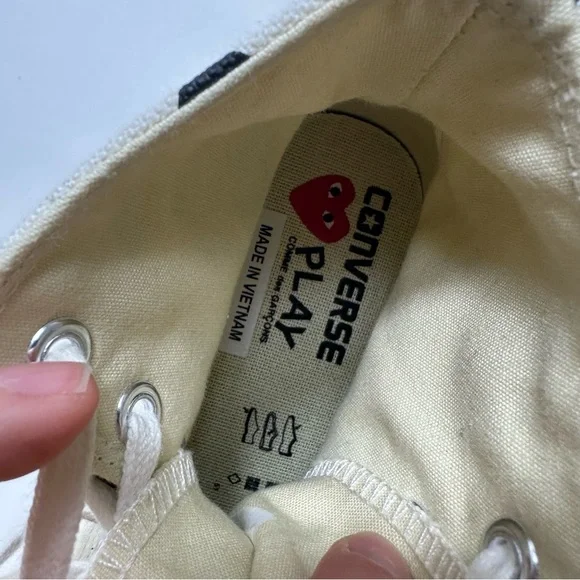 CONVERSE
PLAY
COMME des GARÇONS
MADE IN VIETNAM